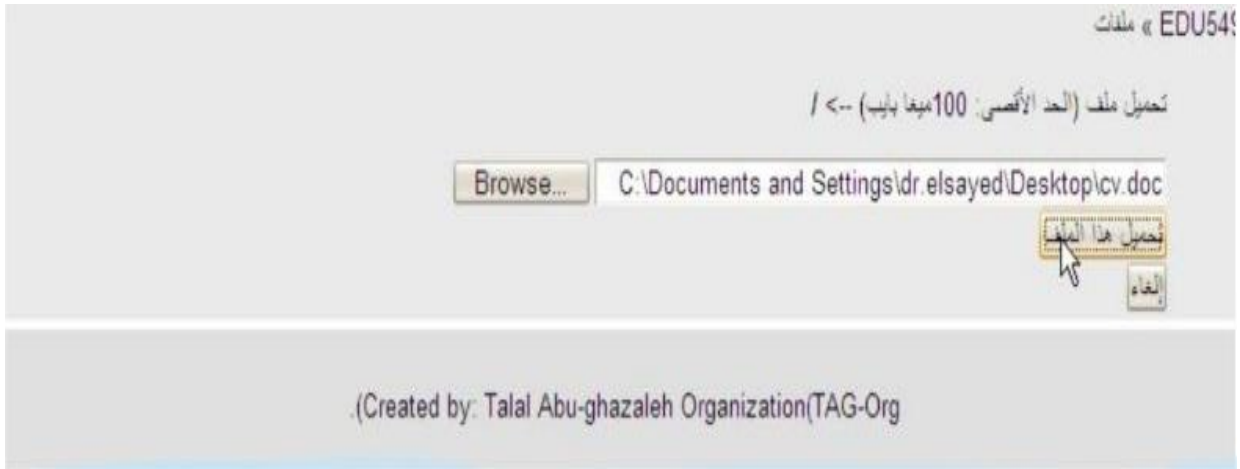 EDU549 » ملفات
تحميل ملف (الحد الأقصى: 100ميغا بايب) --> /
C:\Documents and Settings\dr.elsayed\Desktop\cv.doc Browse...
تحميل هذا الملف
إلغاء
.(Created by: Talal Abu-ghazaleh Organization(TAG-Org